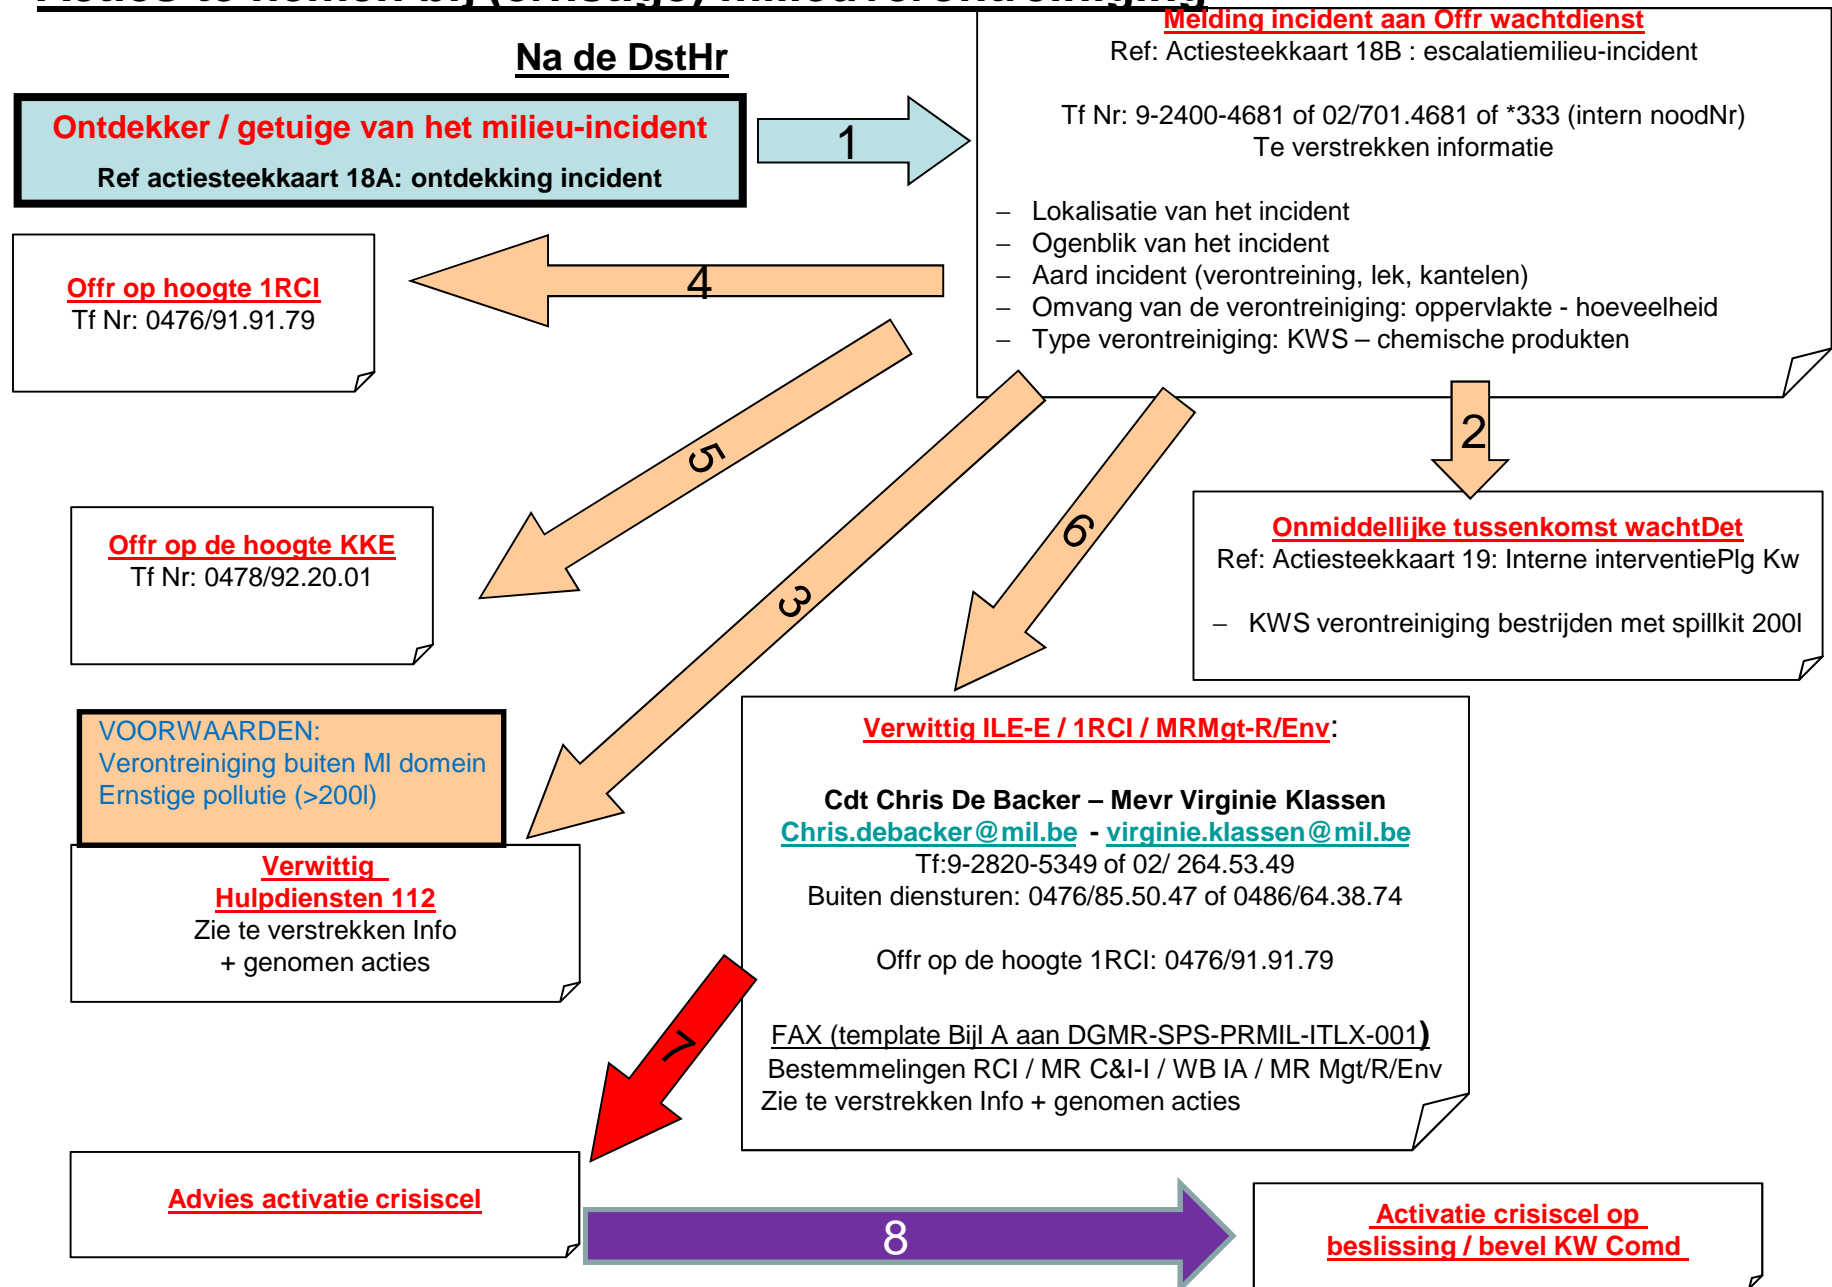 Acties te nemen bij (ernstige) milieuverontreiniging
Na de DstHr
Ontdekker / getuige van het milieu-incident
Ref actiesteekkaart 18A: ontdekking incident
1
Melding incident aan Offr wachtdienst
Ref: Actiesteekkaart 18B : escalatiemilieu-incident
Tf Nr: 9-2400-4681 of 02/701.4681 of *333 (intern noodNr)
Te verstrekken informatie
– Lokalisatie van het incident
– Ogenblik van het incident
– Aard incident (verontreining, lek, kantelen)
– Omvang van de verontreiniging: oppervlakte - hoeveelheid
– Type verontreiniging: KWS – chemische produkten
4
Offr op hoogte 1RCI
Tf Nr: 0476/91.91.79
5
3
6
2
Offr op de hoogte KKE
Tf Nr: 0478/92.20.01
Onmiddellijke tussenkomst wachtDet
Ref: Actiesteekkaart 19: Interne interventiePlg Kw
– KWS verontreiniging bestrijden met spillkit 200l
VOORWAARDEN:
Verontreiniging buiten Ml domein
Ernstige pollutie (>200l)
Verwittig
Hulpdiensten 112
Zie te verstrekken Info
+ genomen acties
Verwittig ILE-E / 1RCI / MRMgt-R/Env:
Cdt Chris De Backer – Mevr Virginie Klassen
Chris.debacker@mil.be - virginie.klassen@mil.be
Tf:9-2820-5349 of 02/ 264.53.49
Buiten diensturen: 0476/85.50.47 of 0486/64.38.74
Offr op de hoogte 1RCI: 0476/91.91.79
FAX (template Bijl A aan DGMR-SPS-PRMIL-ITLX-001)
Bestemmelingen RCI / MR C&I-I / WB IA / MR Mgt/R/Env
Zie te verstrekken Info + genomen acties
7
Advies activatie crisiscel
8
Activatie crisiscel op
beslissing / bevel KW Comd